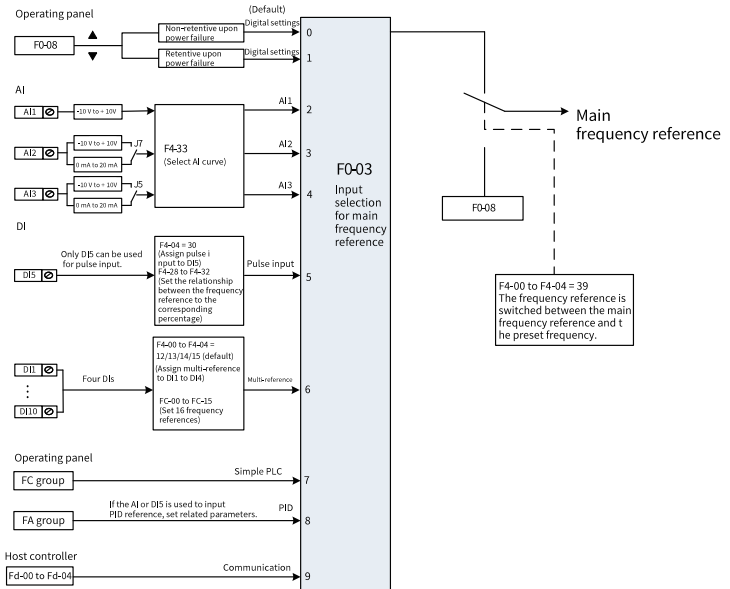 Operating panel
(Default)
F0-08
Non-retentive upon
power failure
Digital settings
0
Retentive upon
power failure
Digital settings
1
AI
AI1
-10 V to + 10V
AI1
2
AI2
-10 V to + 10V
0 mA to 20 mA
J7
F4-33
(Select AI curve)
AI2
3
AI3
-10 V to + 10V
0 mA to 20 mA
J5
AI3
4
F0-03
Input
selection
for main
frequency
reference
Main
frequency reference
F0-08
F4-00 to F4-04 = 39
The frequency reference is
switched between the main
frequency reference and t
he preset frequency.
DI
DI5
Only DI5 can be used
for pulse input.
F4-04 = 30
(Assign pulse i
nput to DI5)
F4-28 to F4-32
(Set the relationship
between the frequency
reference to the
corresponding
percentage)
Pulse input
5
DI1
⋮
DI10
Four DIs
F4-00 to F4-04 =
12/13/14/15 (default)
(Assign multi-reference
to DI1 to DI4)
FC-00 to FC-15
(Set 16 frequency
references)
Multi-reference
6
Operating panel
FC group
Simple PLC
7
FA group
If the AI or DI5 is used to input
PID reference, set related parameters.
PID
8
Host controller
Fd-00 to Fd-04
Communication
9